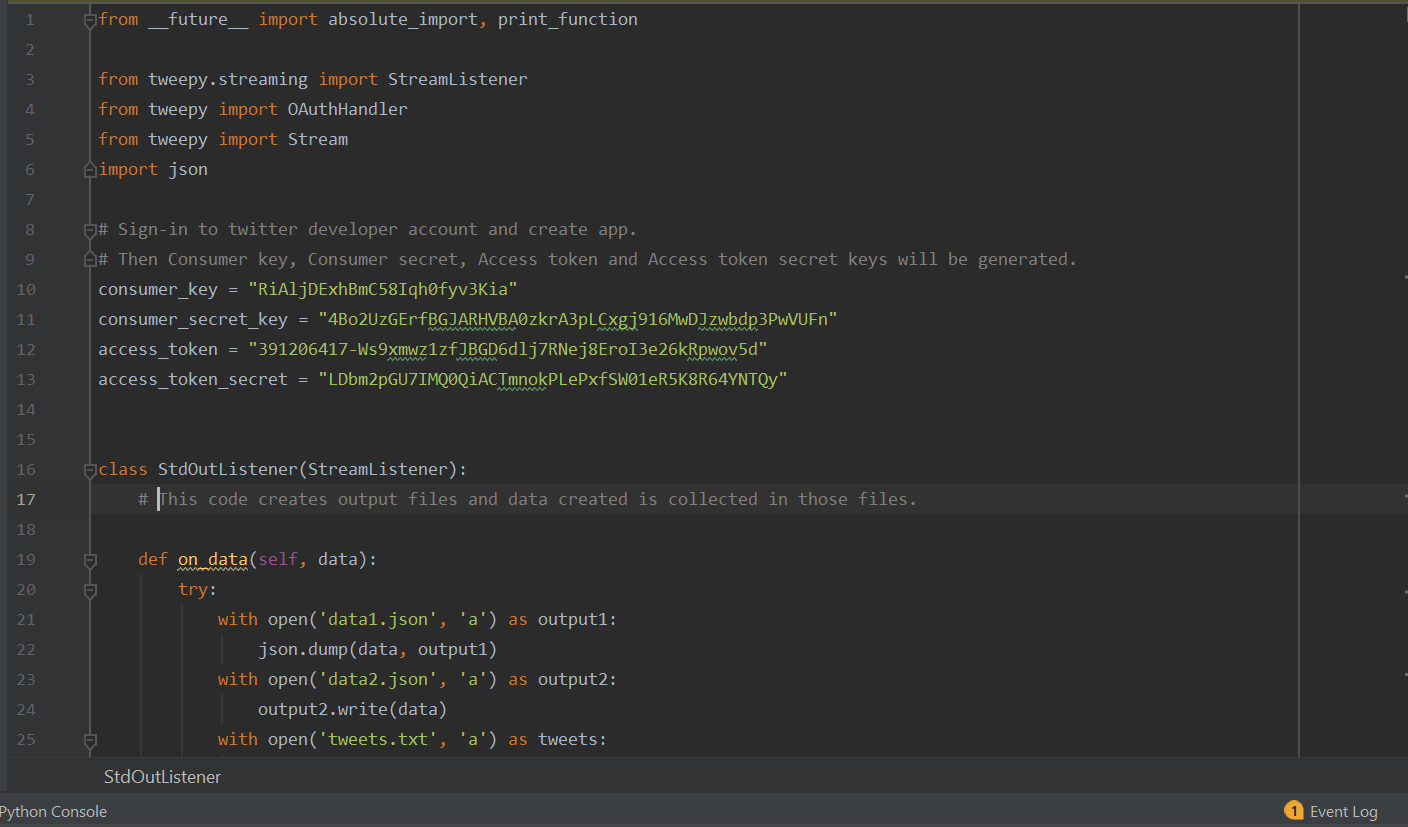 1 from __future__ import absolute_import, print_function
2
3 from tweepy.streaming import StreamListener
4 from tweepy import OAuthHandler
5 from tweepy import Stream
6 import json
7
8 # Sign-in to twitter developer account and create app.
9 # Then Consumer key, Consumer secret, Access token and Access token secret keys will be generated.
10 consumer_key = "RiAljDExhBmC58Iqh0fyv3Kia"
11 consumer_secret_key = "4Bo2UzGErfBGJARHVBA0zkrA3pLCxgj916MwDJzwbdp3PwVUFn"
12 access_token = "391206417-Ws9xmwz1zfJBGD6dlj7RNej8EroI3e26kRpwov5d"
13 access_token_secret = "LDbm2pGU7IMQ0QiACTmnokPLePxfSW01eR5K8R64YNTQy"
14
15
16 class StdOutListener(StreamListener):
17     # This code creates output files and data created is collected in those files.
18
19     def on_data(self, data):
20         try:
21             with open('data1.json', 'a') as output1:
22                 json.dump(data, output1)
23             with open('data2.json', 'a') as output2:
24                 output2.write(data)
25             with open('tweets.txt', 'a') as tweets:
StdOutListener
Python Console
1 Event Log